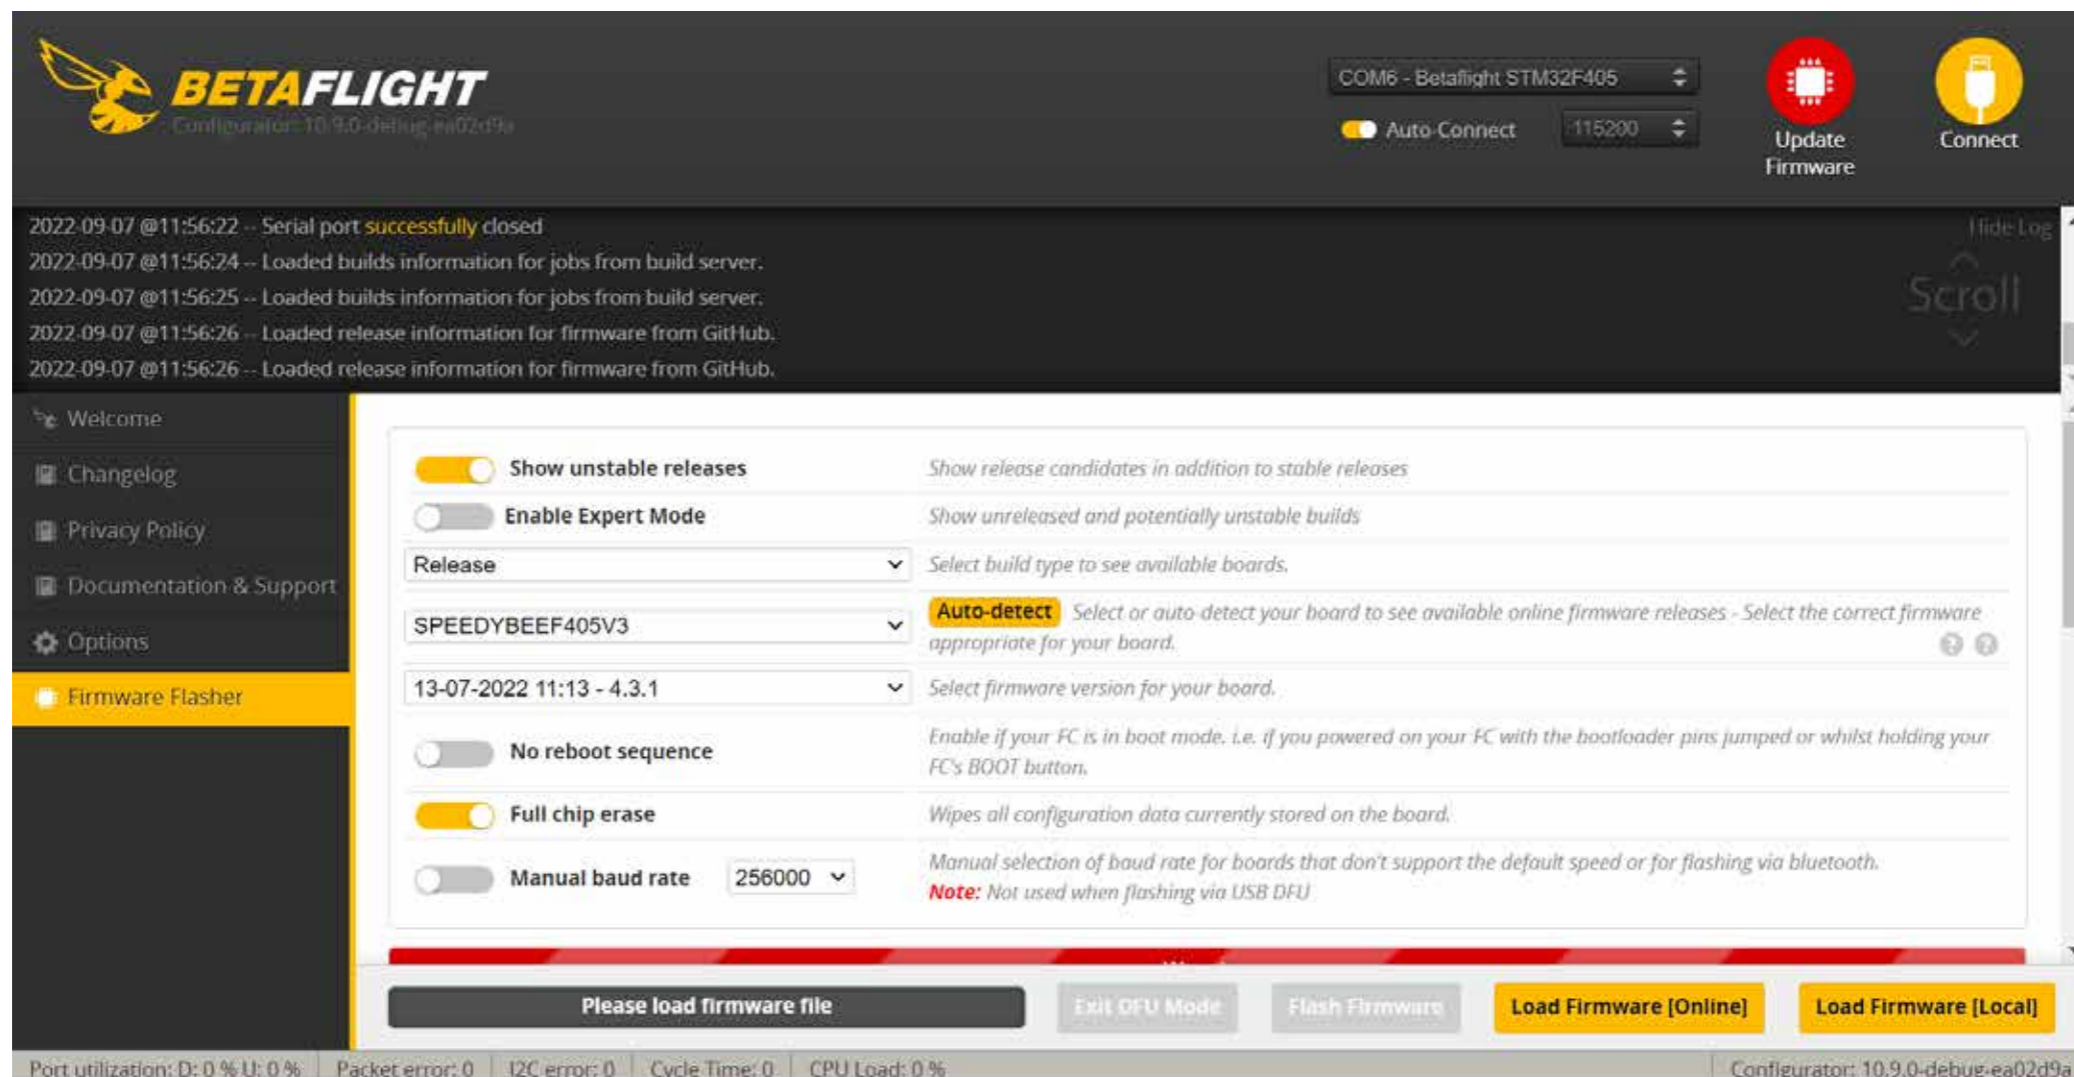 BETAFLIGHT
Configurator: 10.9.0-debug-ea02d9a
COM6 - Betaflight STM32F405
Auto-Connect 115200
Update Firmware
Connect
2022-09-07 @11:56:22 -- Serial port successfully closed
Hide Log
2022-09-07 @11:56:24 -- Loaded builds information for jobs from build server.
2022-09-07 @11:56:25 -- Loaded builds information for jobs from build server.
Scroll
2022-09-07 @11:56:26 -- Loaded release information for firmware from GitHub.
2022-09-07 @11:56:26 -- Loaded release information for firmware from GitHub.
Welcome
Changelog
Privacy Policy
Documentation & Support
Options
Firmware Flasher
Show unstable releases Show release candidates in addition to stable releases
Enable Expert Mode Show unreleased and potentially unstable builds
Release Select build type to see available boards.
SPEEDYBEEF405V3 Auto-detect Select or auto-detect your board to see available online firmware releases - Select the correct firmware
appropriate for your board.
13-07-2022 11:13 - 4.3.1 Select firmware version for your board.
No reboot sequence Enable if your FC is in boot mode. i.e. if you powered on your FC with the bootloader pins jumped or whilst holding your
FC's BOOT button.
Full chip erase Wipes all configuration data currently stored on the board.
Manual baud rate 256000 Manual selection of baud rate for boards that don't support the default speed or for flashing via bluetooth.
Note: Not used when flashing via USB DFU
Please load firmware file
Exit DFU Mode
Flash Firmware
Load Firmware [Online]
Load Firmware [Local]
Port utilization: D: 0 % U: 0 % Packet error: 0 I2C error: 0 Cycle Time: 0 CPU Load: 0 % Configurator: 10.9.0-debug-ea02d9a